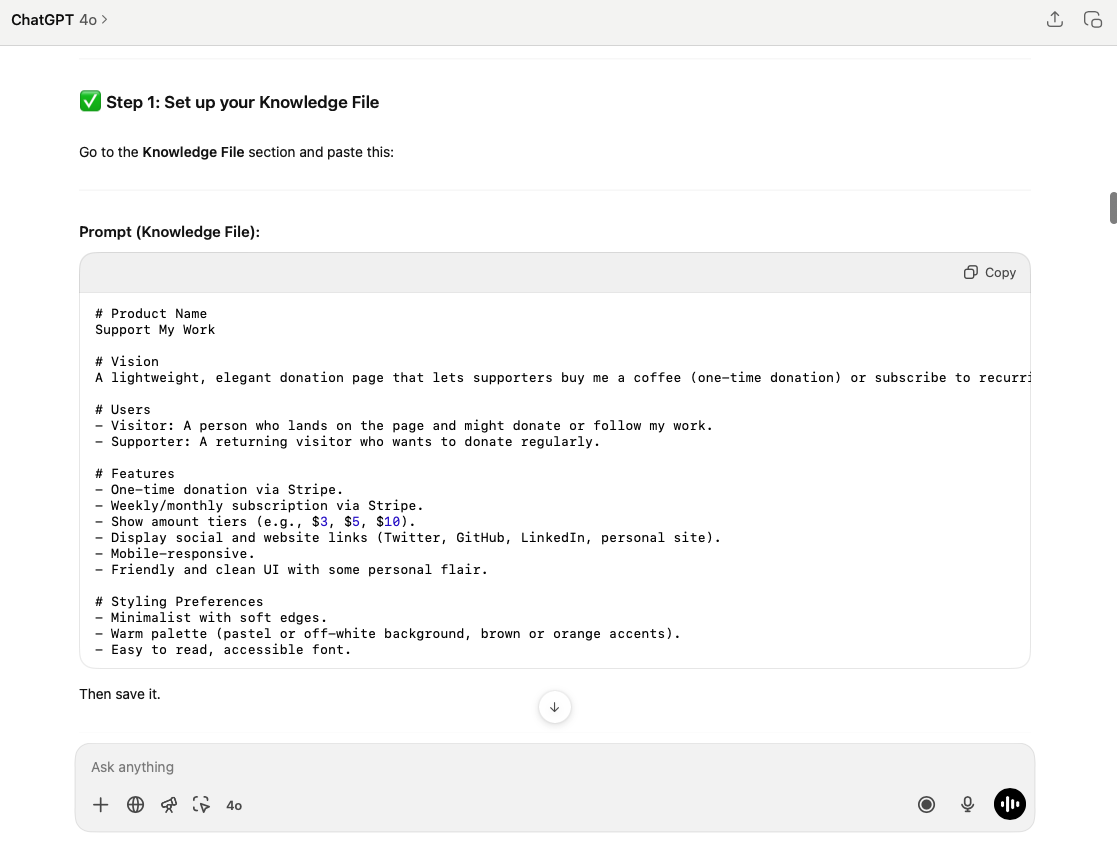 ChatGPT 4o >
✅ Step 1: Set up your Knowledge File
Go to the Knowledge File section and paste this:
Prompt (Knowledge File):
Copy
# Product Name
Support My Work
# Vision
A lightweight, elegant donation page that lets supporters buy me a coffee (one-time donation) or subscribe to recurri
# Users
- Visitor: A person who lands on the page and might donate or follow my work.
- Supporter: A returning visitor who wants to donate regularly.
# Features
- One-time donation via Stripe.
- Weekly/monthly subscription via Stripe.
- Show amount tiers (e.g., $3, $5, $10).
- Display social and website links (Twitter, GitHub, LinkedIn, personal site).
- Mobile-responsive.
- Friendly and clean UI with some personal flair.
# Styling Preferences
- Minimalist with soft edges.
- Warm palette (pastel or off-white background, brown or orange accents).
- Easy to read, accessible font.
Then save it.
Ask anything
4o